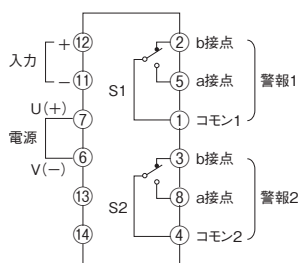 入力
+ ⑫
− ⑪
U(+) ⑦
電源
V(−) ⑥
⑬
⑭
S1
② b接点
⑤ a接点
① コモン1
警報1
S2
③ b接点
⑧ a接点
④ コモン2
警報2